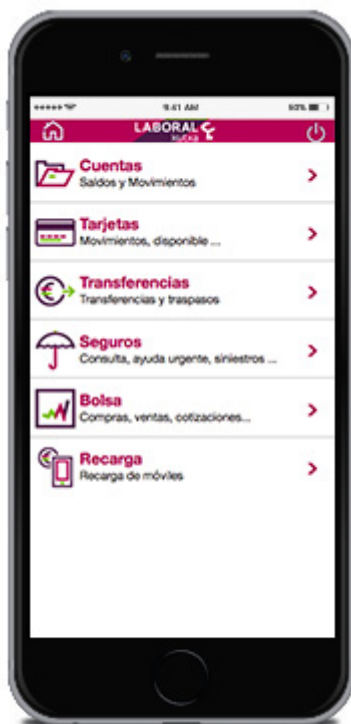 9:41 AM
LABORAL
kutxa
Cuentas
Saldos y Movimientos
Tarjetas
Movimientos, disponible ...
Transferencias
Transferencias y traspasos
Seguros
Consulta, ayuda urgente, siniestros ...
Bolsa
Compras, ventas, cotizaciones...
Recarga
Recarga de móviles